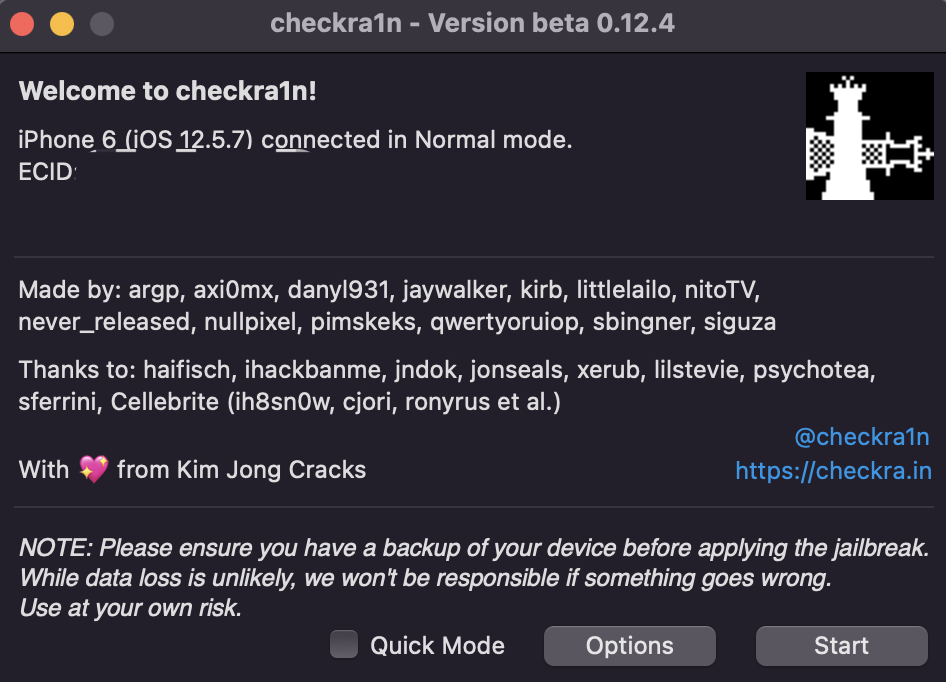 checkra1n - Version beta 0.12.4
Welcome to checkra1n!
iPhone 6 (iOS 12.5.7) connected in Normal mode.
ECID:
Made by: argp, axi0mx, danyl931, jaywalker, kirb, littlelailo, nitoTV,
never_released, nullpixel, pimskeks, qwertyoruiop, sbingner, siguza
Thanks to: haifisch, ihackbanme, jndok, jonseals, xerub, lilstevie, psychotea,
sferrini, Cellebrite (ih8sn0w, cjori, ronyrus et al.)
@checkra1n
With 💖 from Kim Jong Cracks
https://checkra.in
NOTE: Please ensure you have a backup of your device before applying the jailbreak.
While data loss is unlikely, we won't be responsible if something goes wrong.
Use at your own risk.
Quick Mode
Options
Start